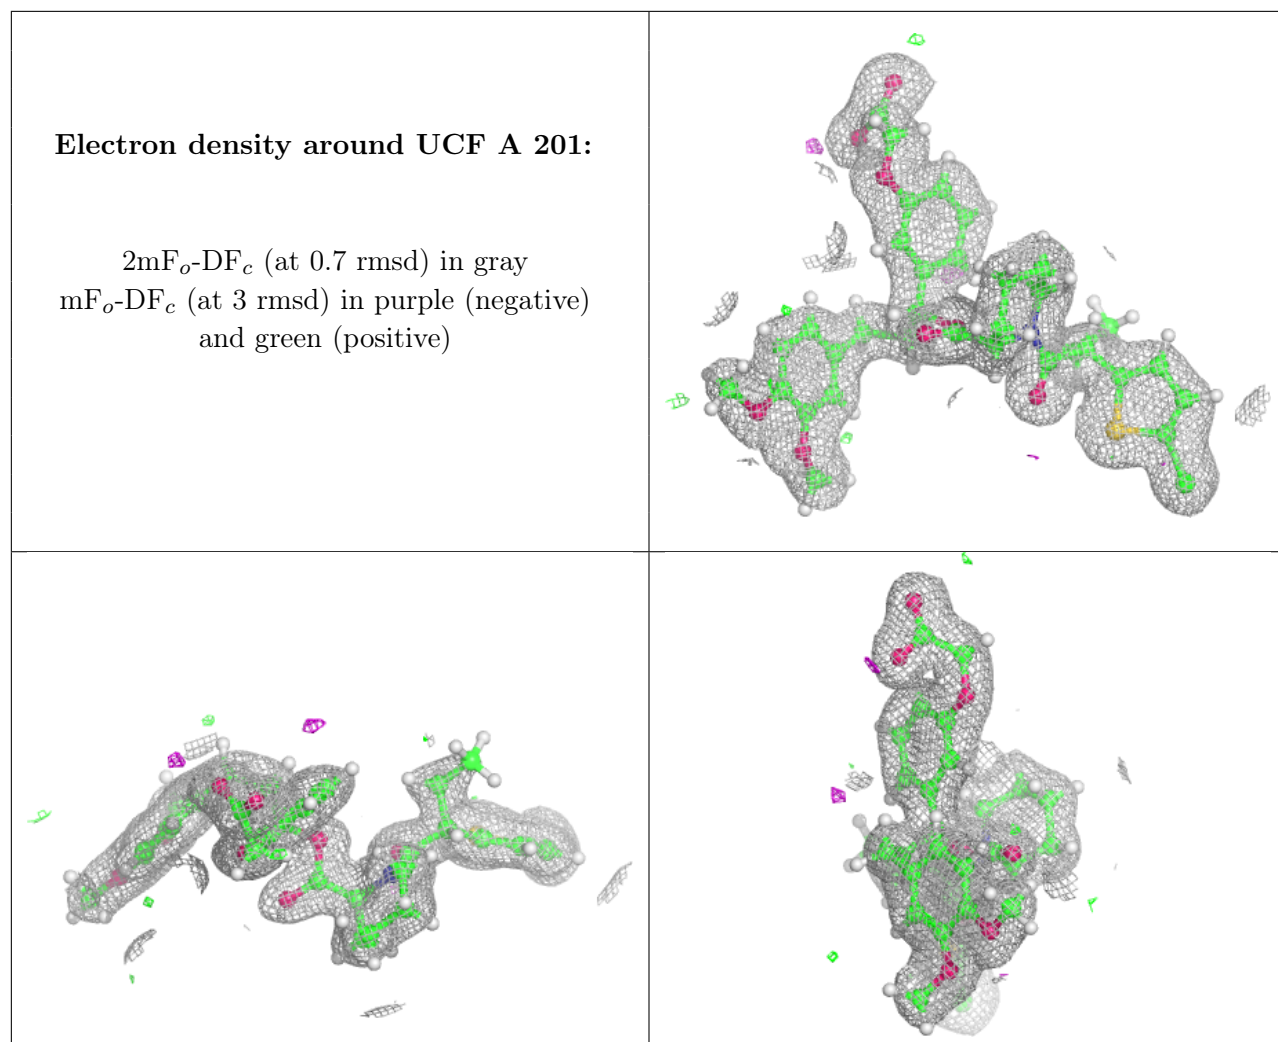 Electron density around UCF A 201:
2mFₒ-DF𝒸 (at 0.7 rmsd) in gray
mFₒ-DF𝒸 (at 3 rmsd) in purple (negative)
and green (positive)